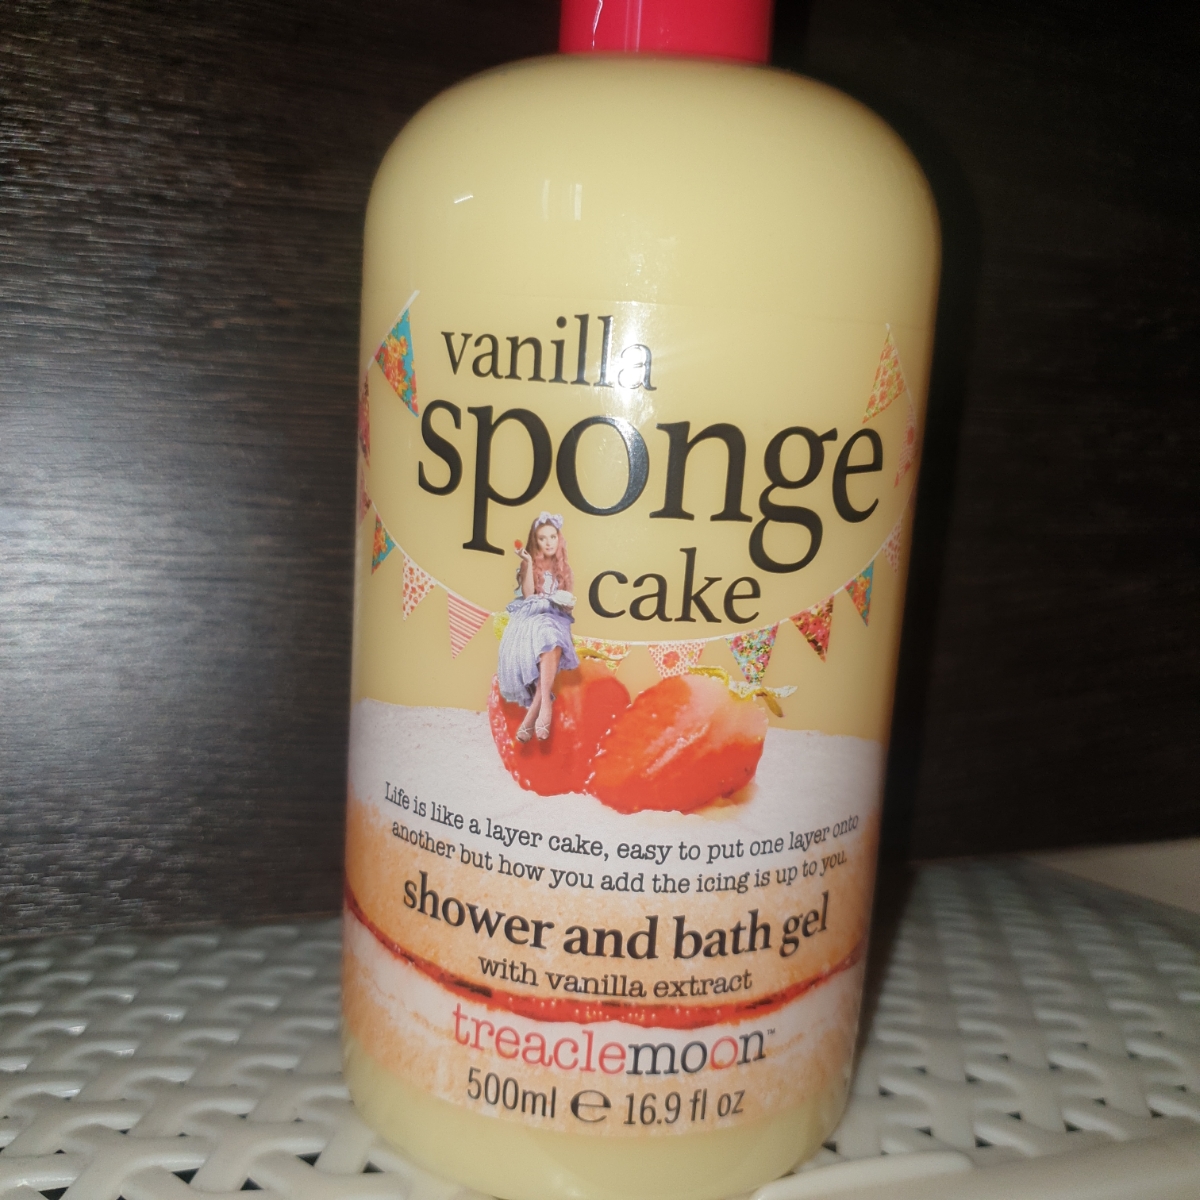 vanilla
sponge
cake
Life is like a layer cake, easy to put one layer onto
another but how you add the icing is up to you.
shower and bath gel
with vanilla extract
treaclemoon™
500ml ℮ 16.9 fl oz